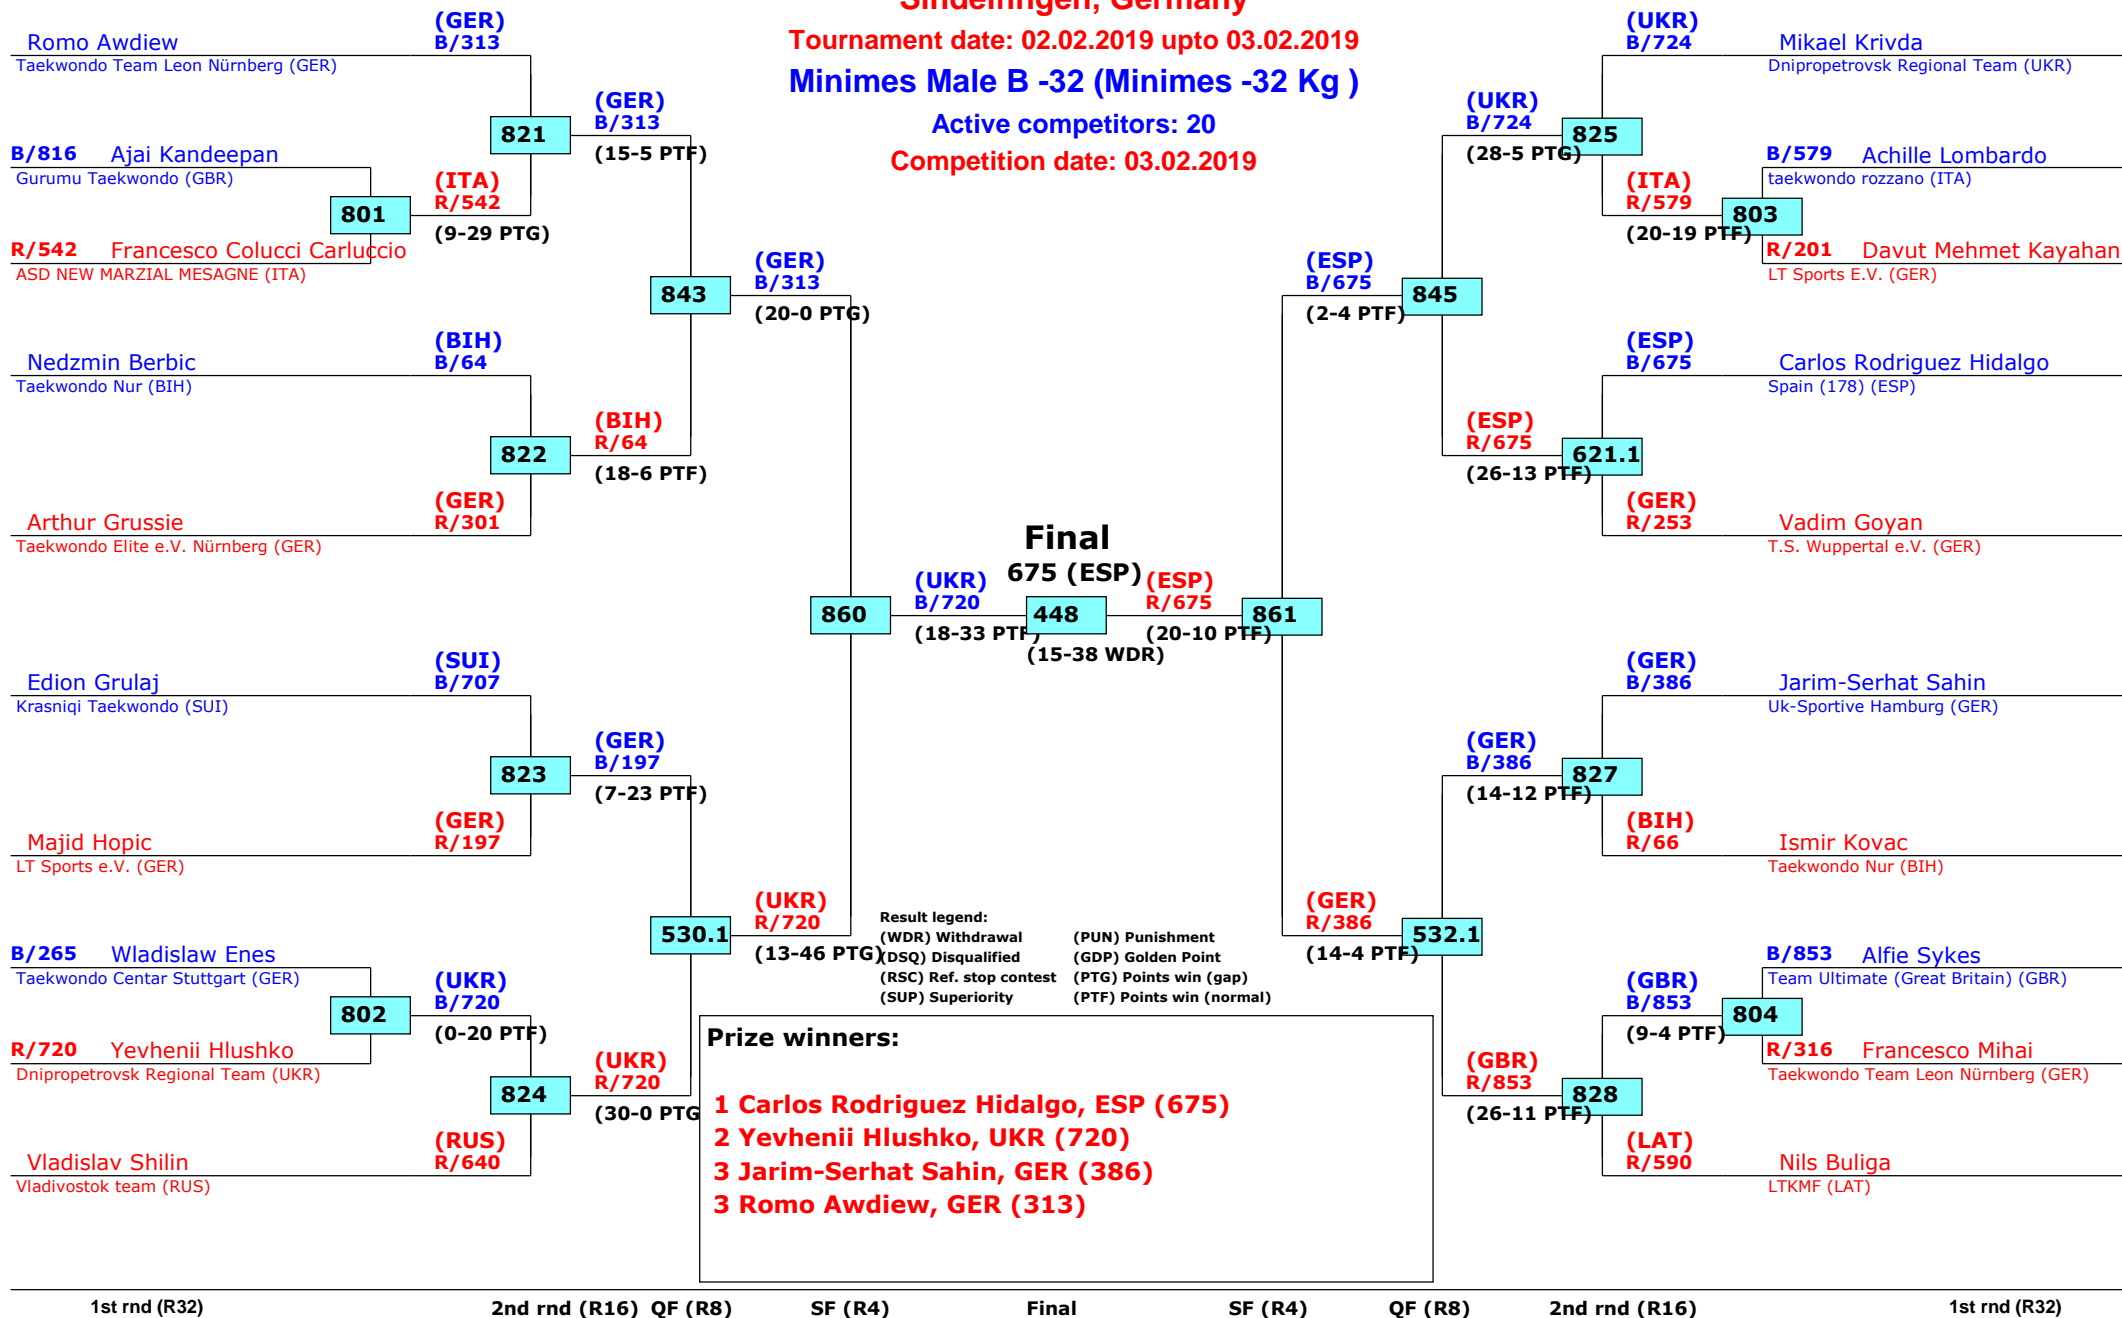 Sindelfingen, Germany
Tournament date: 02.02.2019 upto 03.02.2019
Minimes Male B -32 (Minimes -32 Kg )
Active competitors: 20
Competition date: 03.02.2019
(GER)
B/313
Romo Awdiew
Taekwondo Team Leon Nürnberg (GER)
B/816 Ajai Kandeepan
Gurumu Taekwondo (GBR)
801
R/542 Francesco Colucci Carluccio
ASD NEW MARZIAL MESAGNE (ITA)
(ITA)
R/542
(9-29 PTG)
821
(GER)
B/313
(15-5 PTF)
(BIH)
B/64
Nedzmin Berbic
Taekwondo Nur (BIH)
822
(GER)
R/301
Arthur Grussie
Taekwondo Elite e.V. Nürnberg (GER)
(BIH)
R/64
(18-6 PTF)
843
(GER)
B/313
(20-0 PTG)
(SUI)
B/707
Edion Grulaj
Krasniqi Taekwondo (SUI)
823
(GER)
R/197
Majid Hopic
LT Sports e.V. (GER)
(GER)
B/197
(7-23 PTF)
B/265 Wladislaw Enes
Taekwondo Centar Stuttgart (GER)
802
R/720 Yevhenii Hlushko
Dnipropetrovsk Regional Team (UKR)
(UKR)
B/720
(0-20 PTF)
824
(RUS)
R/640
Vladislav Shilin
Vladivostok team (RUS)
(UKR)
R/720
(30-0 PTG
530.1
(UKR)
R/720
(13-46 PTG)
860
(UKR)
B/720
(18-33 PTF)
Final
675 (ESP)
448
(15-38 WDR)
(ESP)
R/675
(20-10 PTF)
861
(ESP)
B/675
(2-4 PTF)
845
(UKR)
B/724
(28-5 PTG)
825
(UKR)
B/724
Mikael Krivda
Dnipropetrovsk Regional Team (UKR)
(ITA)
R/579
(20-19 PTF)
803
B/579 Achille Lombardo
taekwondo rozzano (ITA)
R/201 Davut Mehmet Kayahan
LT Sports E.V. (GER)
(ESP)
R/675
(26-13 PTF)
621.1
(ESP)
B/675
Carlos Rodriguez Hidalgo
Spain (178) (ESP)
(GER)
R/253
Vadim Goyan
T.S. Wuppertal e.V. (GER)
(GER)
R/386
(14-4 PTF)
532.1
(GER)
B/386
(14-12 PTF)
827
(GER)
B/386
Jarim-Serhat Sahin
Uk-Sportive Hamburg (GER)
(BIH)
R/66
Ismir Kovac
Taekwondo Nur (BIH)
(GBR)
R/853
(26-11 PTF)
828
(GBR)
B/853
(9-4 PTF)
804
B/853 Alfie Sykes
Team Ultimate (Great Britain) (GBR)
R/316 Francesco Mihai
Taekwondo Team Leon Nürnberg (GER)
(LAT)
R/590
Nils Buliga
LTKMF (LAT)
Result legend:
(WDR) Withdrawal (PUN) Punishment
(DSQ) Disqualified (GDP) Golden Point
(RSC) Ref. stop contest (PTG) Points win (gap)
(SUP) Superiority (PTF) Points win (normal)
Prize winners:
1 Carlos Rodriguez Hidalgo, ESP (675)
2 Yevhenii Hlushko, UKR (720)
3 Jarim-Serhat Sahin, GER (386)
3 Romo Awdiew, GER (313)
1st rnd (R32) 2nd rnd (R16) QF (R8) SF (R4) Final SF (R4) QF (R8) 2nd rnd (R16) 1st rnd (R32)